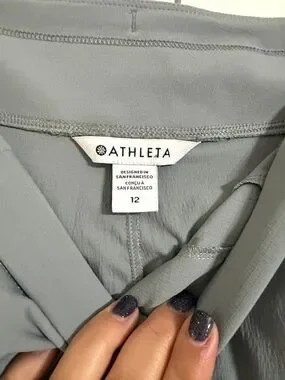 ATHLETA
DESIGNED IN
SAN FRANCISCO
CONÇU À
SAN FRANCISCO
12